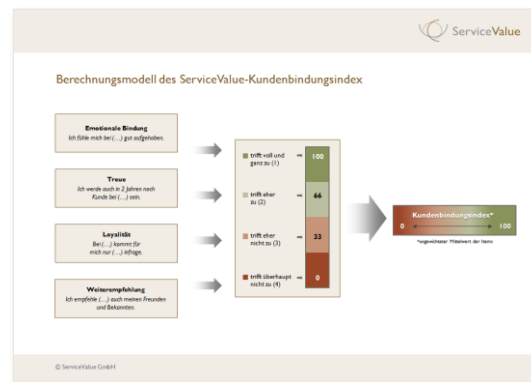 ServiceValue
Berechnungsmodell des ServiceValue-Kundenbindungsindex
Emotionale Bindung
Ich fühle mich bei (…) gut aufgehoben.
Treue
Ich werde auch in 2 Jahren noch
Kunde bei (…) sein.
Loyalität
Bei (…) kommt für
mich nur (…) infrage.
Weiterempfehlung
Ich empfehle (…) auch meinen Freunden
und Bekannten.
trifft voll und
ganz zu (1)
100
trifft eher
zu (2)
66
trifft eher
nicht zu (3)
33
trifft überhaupt
nicht zu (4)
0
Kundenbindungsindex*
0 100
*ungewichteter Mittelwert der Items
© ServiceValue GmbH